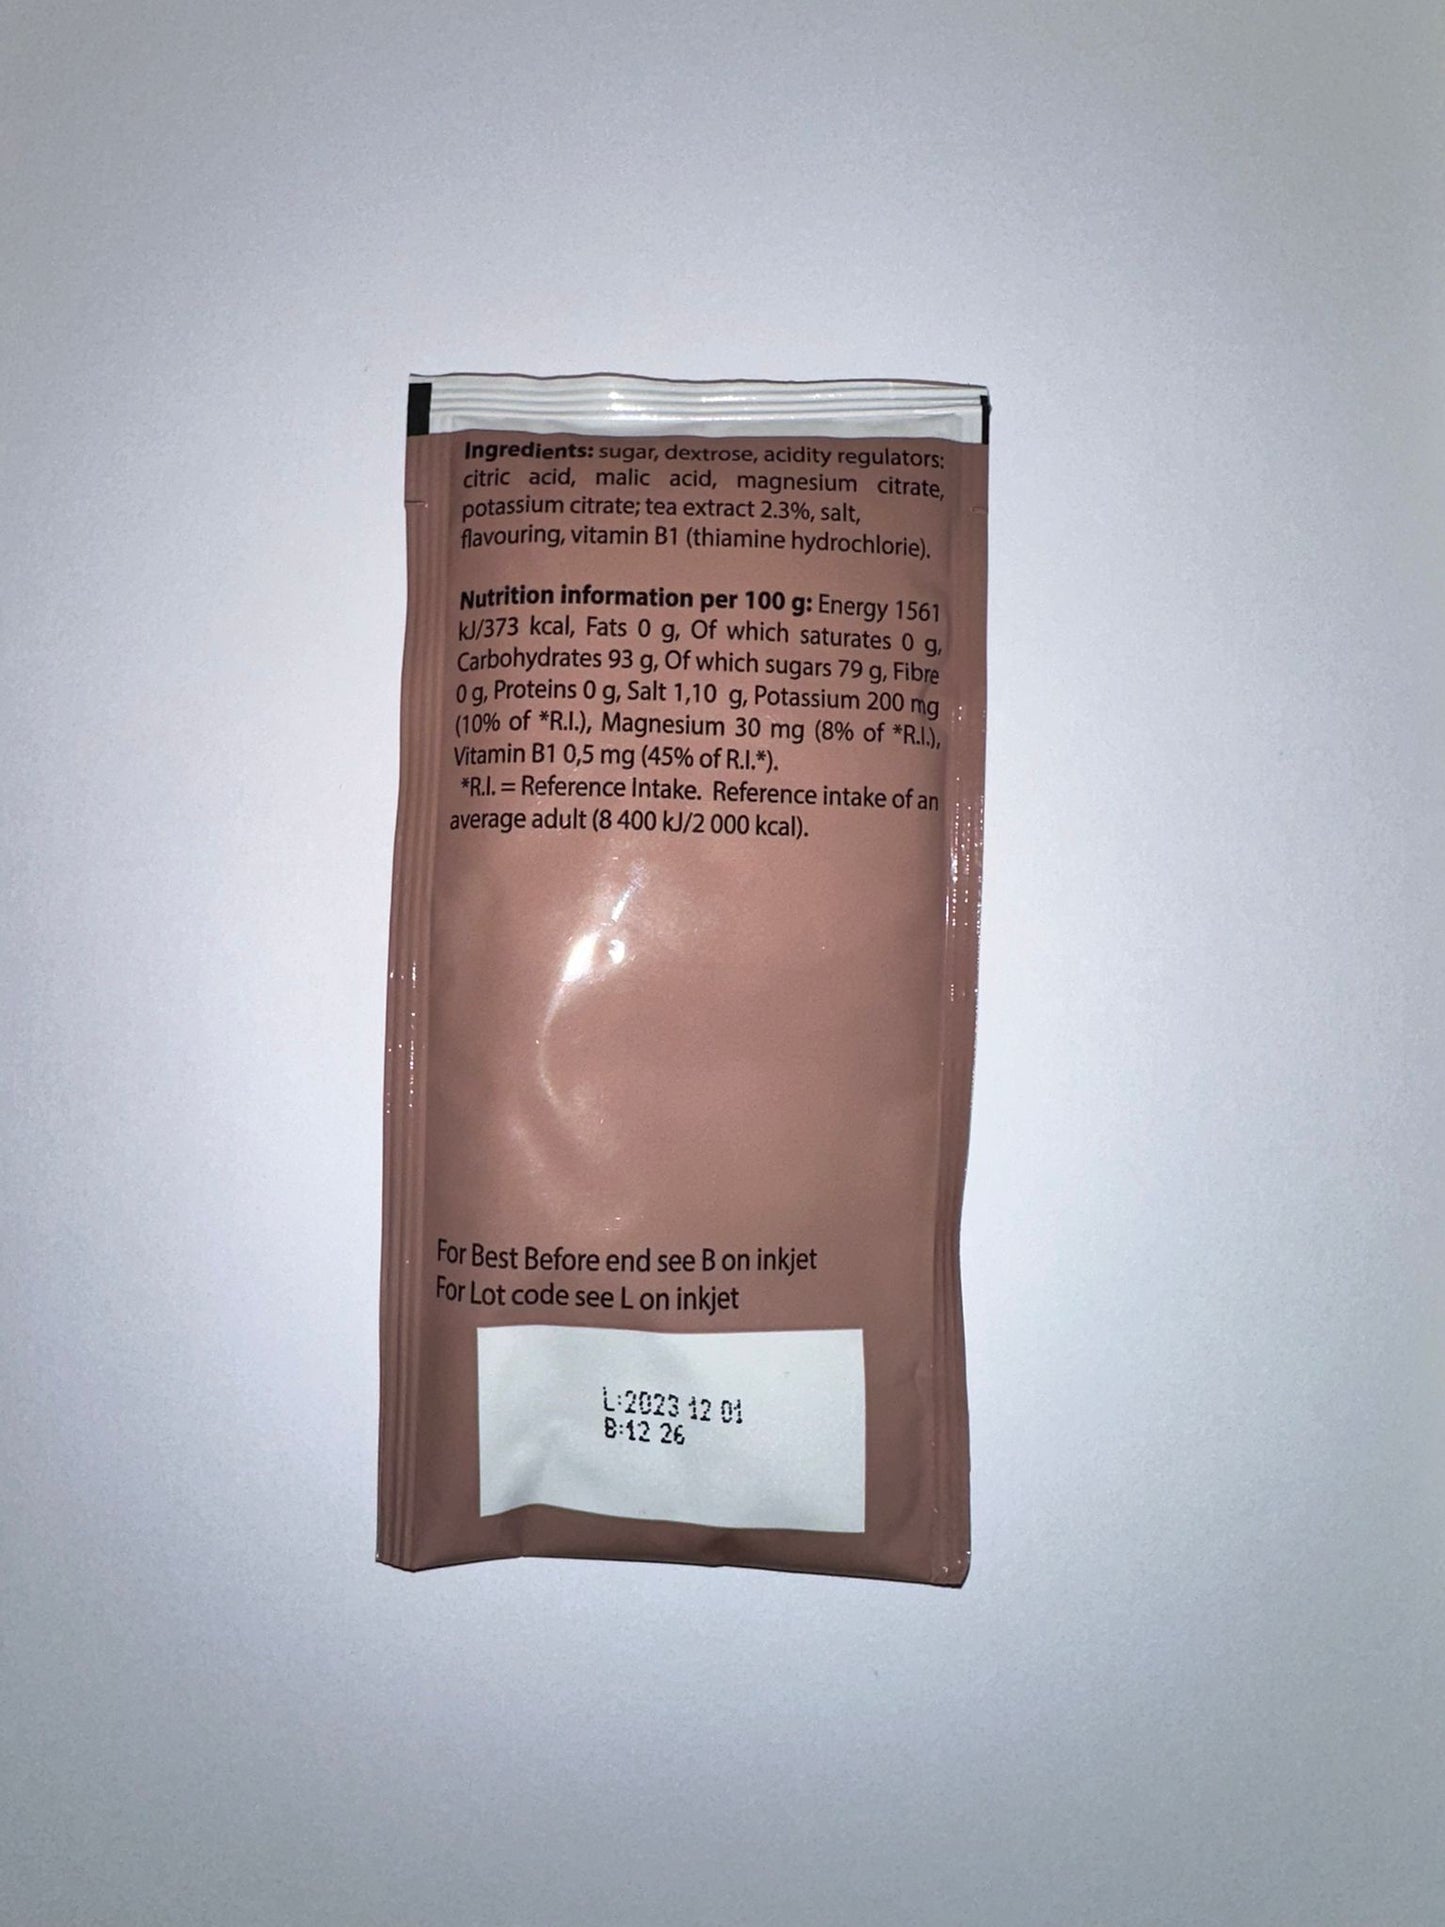 Ingredients: sugar, dextrose, acidity regulators:
citric acid, malic acid, magnesium citrate,
potassium citrate; tea extract 2.3%, salt,
flavouring, vitamin B1 (thiamine hydrochlorie).
Nutrition information per 100 g: Energy 1561
kJ/373 kcal, Fats 0 g, Of which saturates 0 g,
Carbohydrates 93 g, Of which sugars 79 g, Fibre
0 g, Proteins 0 g, Salt 1,10 g, Potassium 200 mg
(10% of *R.I.), Magnesium 30 mg (8% of *R.I.),
Vitamin B1 0,5 mg (45% of R.I.*).
*R.I. = Reference Intake. Reference intake of an
average adult (8 400 kJ/2 000 kcal).
For Best Before end see B on inkjet
For Lot code see L on inkjet
L:2023 12 01
B:12 26